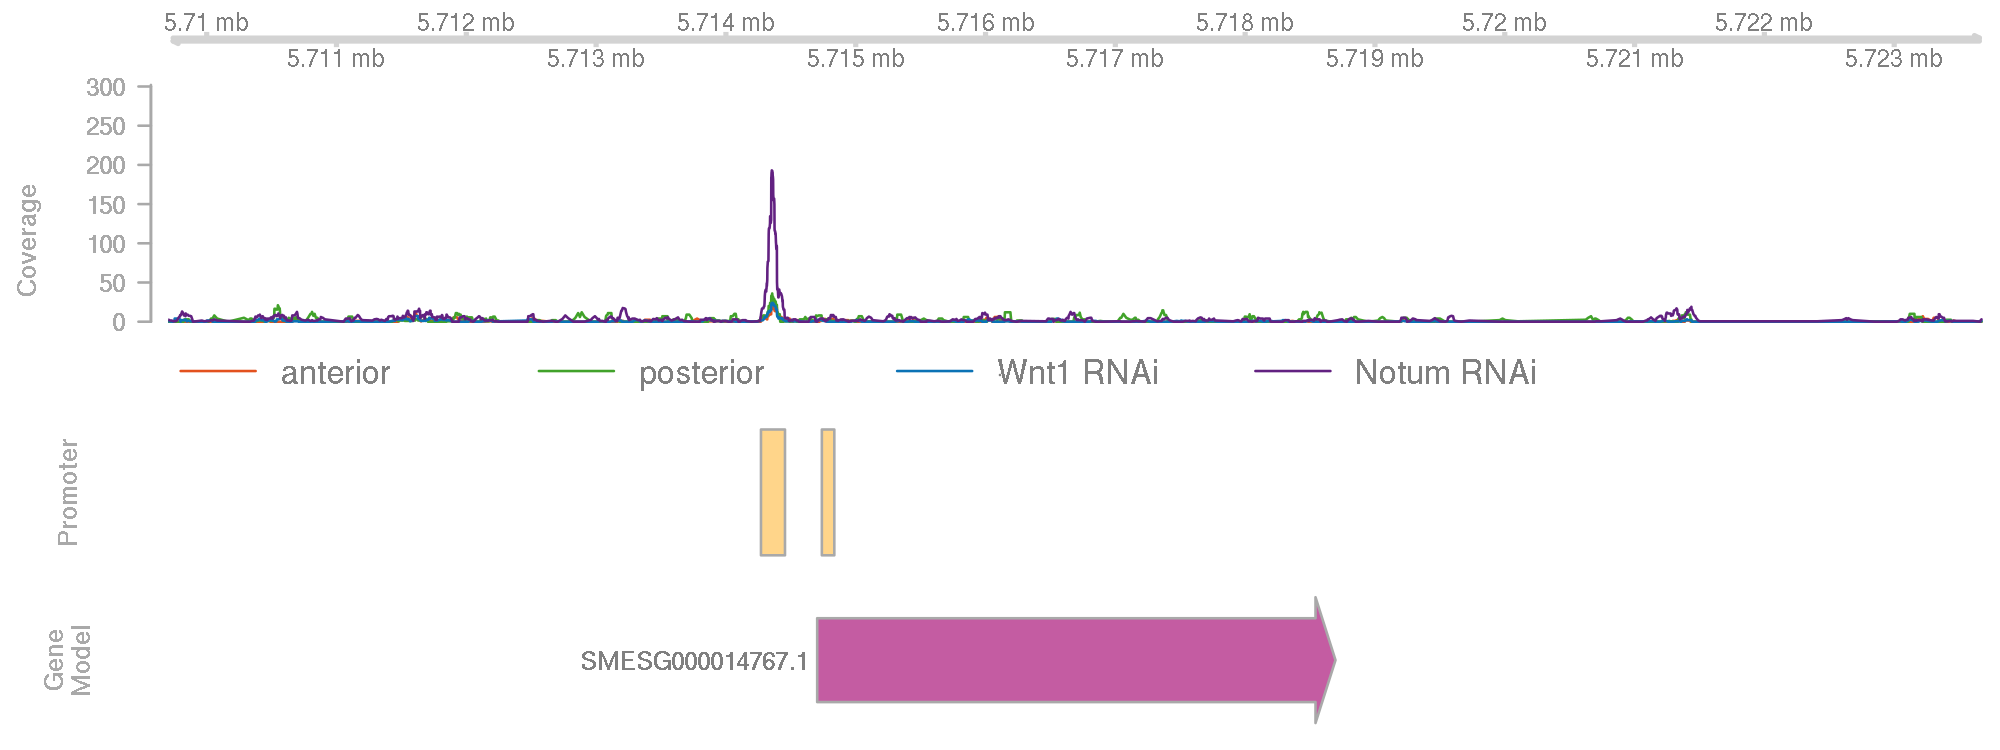 5.71 mb 5.712 mb 5.714 mb 5.716 mb 5.718 mb 5.72 mb 5.722 mb
5.711 mb 5.713 mb 5.715 mb 5.717 mb 5.719 mb 5.721 mb 5.723 mb
300
250
200
150
100
50
0
Coverage
anterior posterior Wnt1 RNAi Notum RNAi
Promoter
Gene
Model
SMESG000014767.1